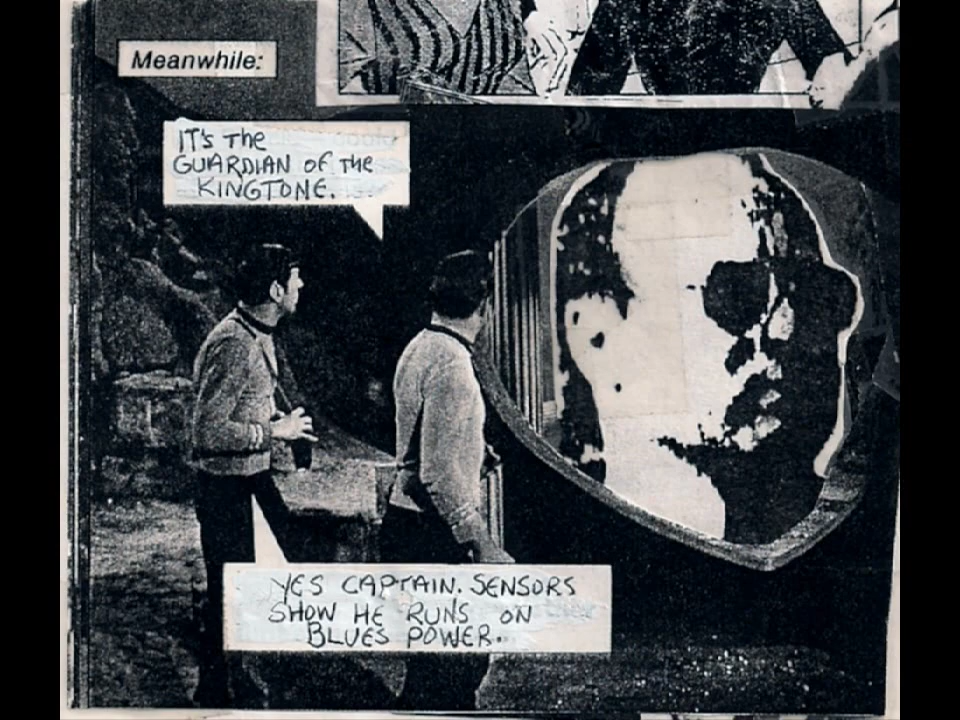 Meanwhile:
IT'S THE
GUARDIAN OF THE
KINGTONE.
YES CAPTAIN. SENSORS
SHOW HE RUNS ON
BLUES POWER.